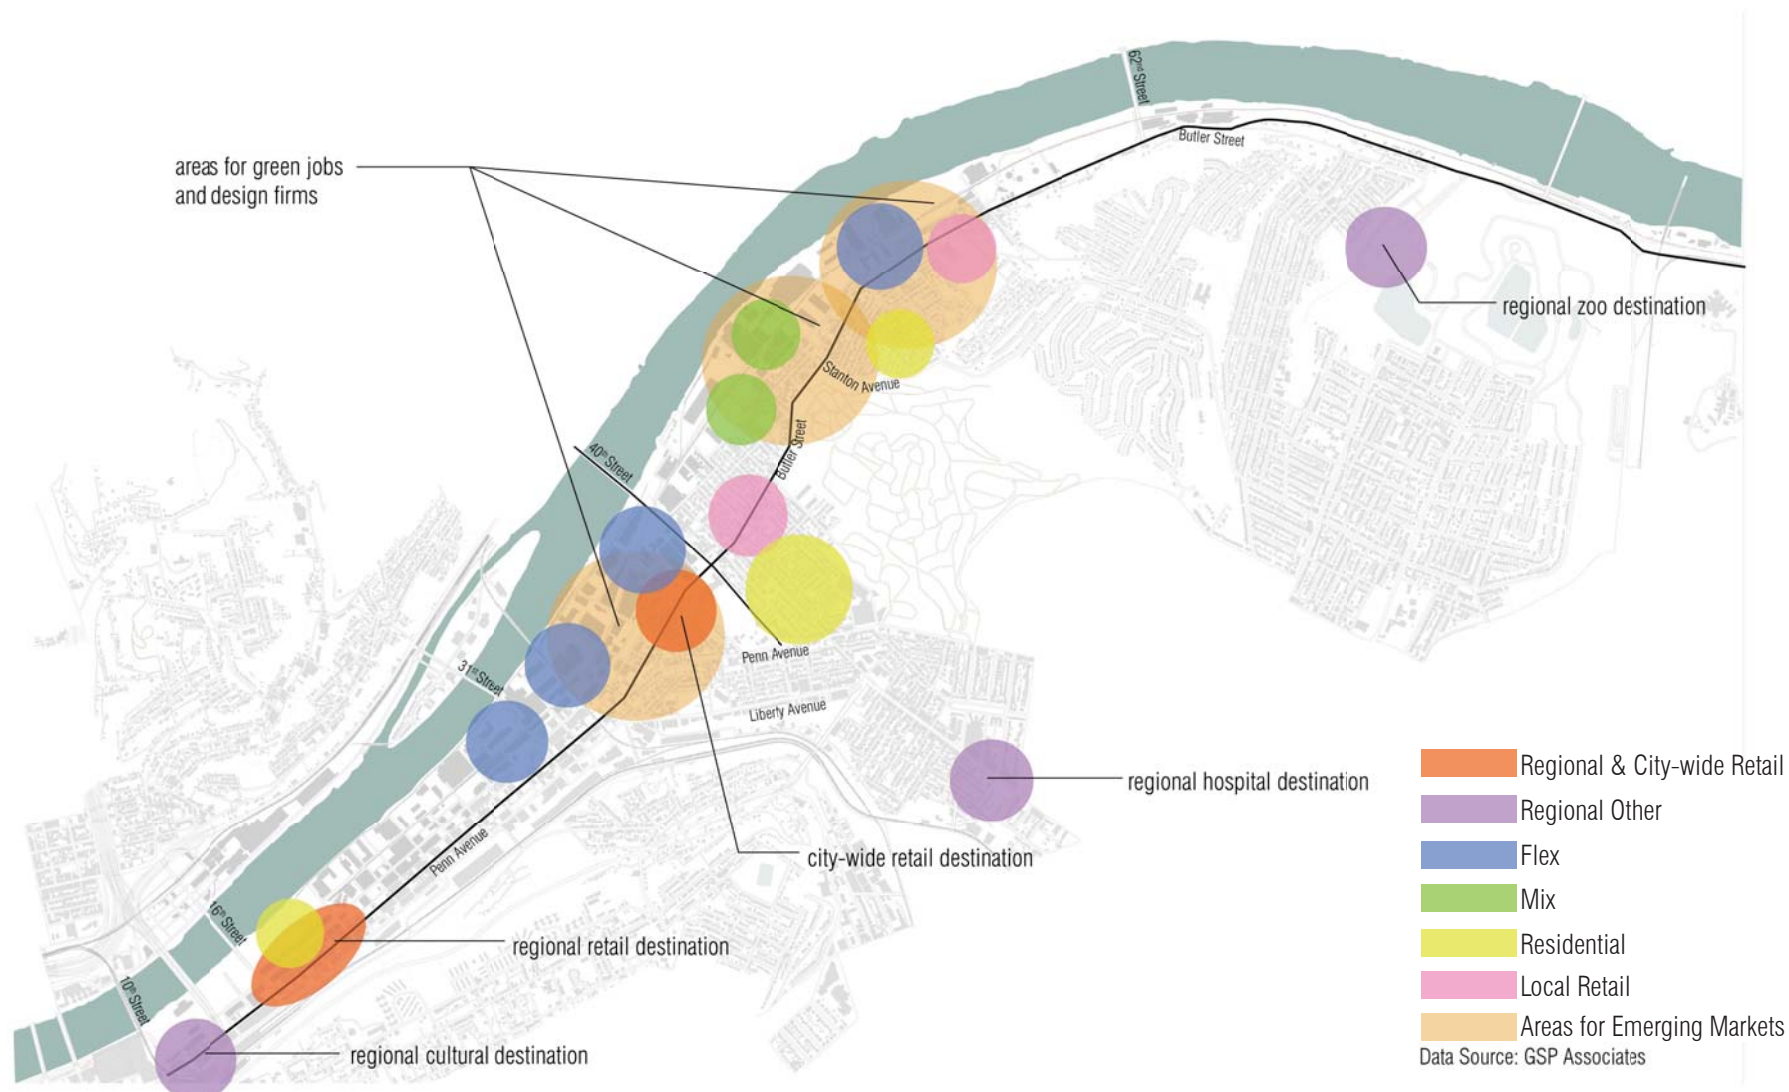 62nd Street
Butler Street
areas for green jobs
and design firms
regional zoo destination
Stanton Avenue
Butler Street
40th Street
Penn Avenue
31st Street
Liberty Avenue
regional hospital destination
Regional & City-wide Retail
Regional Other
Penn Avenue
city-wide retail destination
Flex
Mix
16th Street
regional retail destination
Residential
10th Street
Local Retail
Areas for Emerging Markets
regional cultural destination
Data Source: GSP Associates